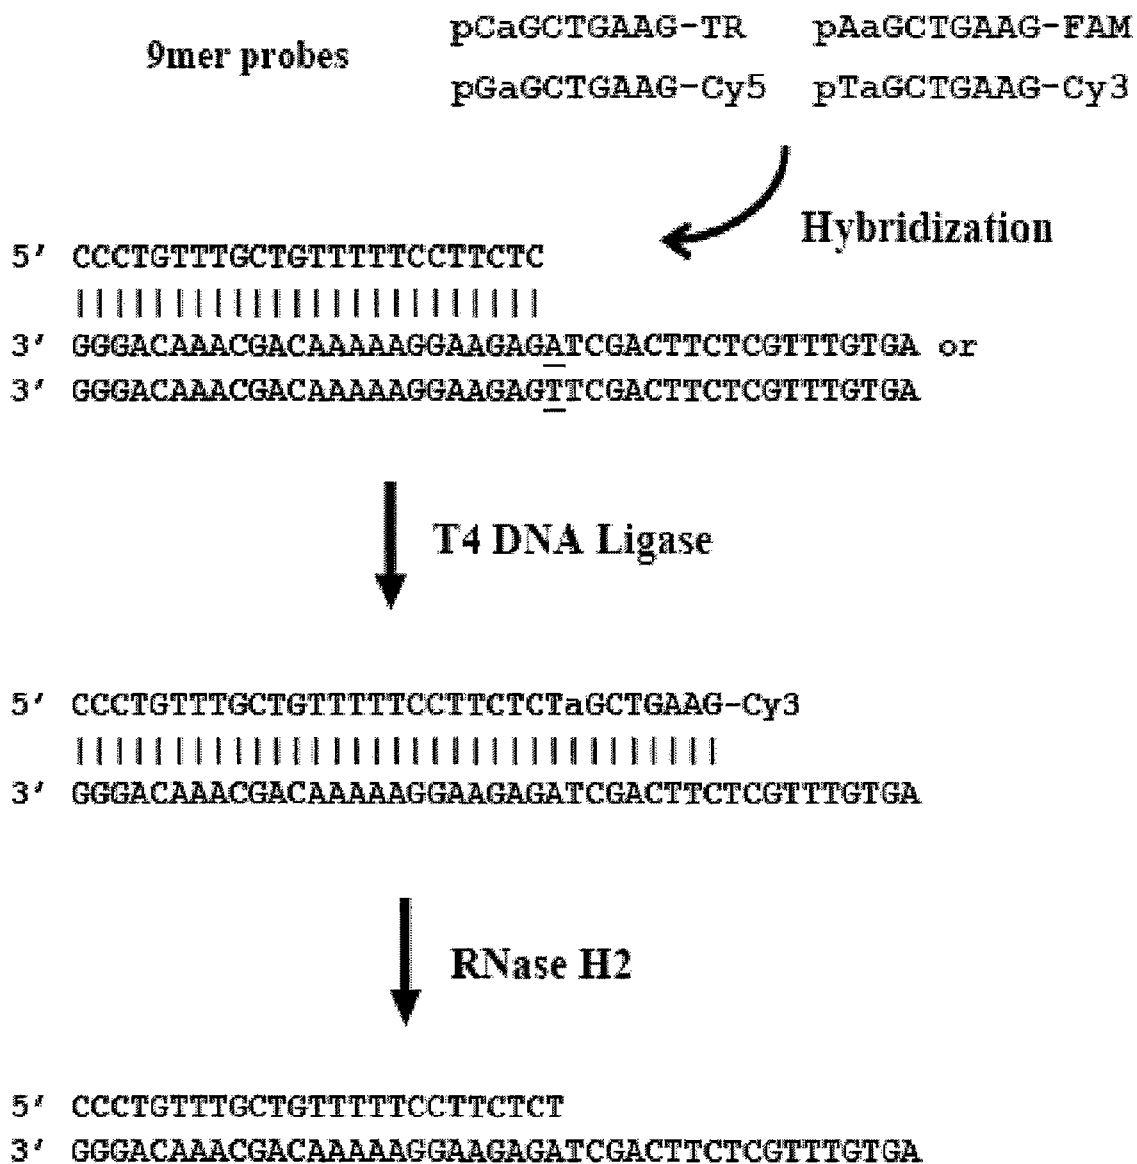 9mer probes
pCaGCTGAAG-TR pAaGCTGAAG-FAM
pGaGCTGAAG-Cy5 pTaGCTGAAG-Cy3
Hybridization
5' CCCTGTTTGCTGTTTTTCCTTCTC
3' GGGACAAACGACAAAAAGGAAGAGATCGACTTCTCGTTTGTGA or
3' GGGACAAACGACAAAAAGGAAGAGTTCGACTTCTCGTTTGTGA
T4 DNA Ligase
5' CCCTGTTTGCTGTTTTTCCTTCTCTaGCTGAAG-Cy3
3' GGGACAAACGACAAAAAGGAAGAGATCGACTTCTCGTTTGTGA
RNase H2
5' CCCTGTTTGCTGTTTTTCCTTCTCT
3' GGGACAAACGACAAAAAGGAAGAGATCGACTTCTCGTTTGTGA